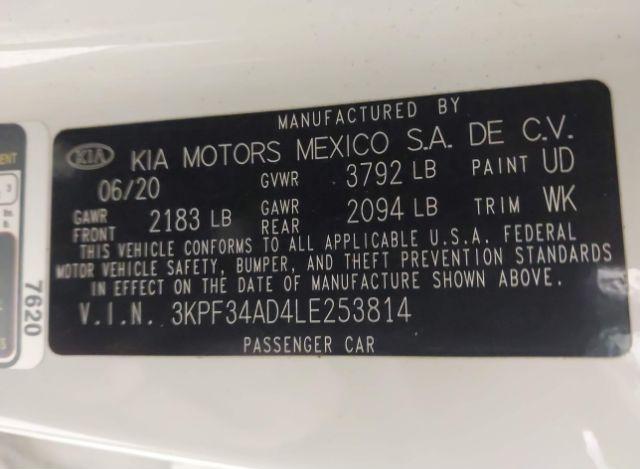 MANUFACTURED BY
KIA KIA MOTORS MEXICO S.A. DE C.V.
06/20 GVWR 3792 LB PAINT UD
GAWR FRONT 2183 LB GAWR REAR 2094 LB TRIM WK
THIS VEHICLE CONFORMS TO ALL APPLICABLE U.S.A. FEDERAL
MOTOR VEHICLE SAFETY, BUMPER, AND THEFT PREVENTION STANDARDS
IN EFFECT ON THE DATE OF MANUFACTURE SHOWN ABOVE.
V.I.N. 3KPF34AD4LE253814
PASSENGER CAR
7620